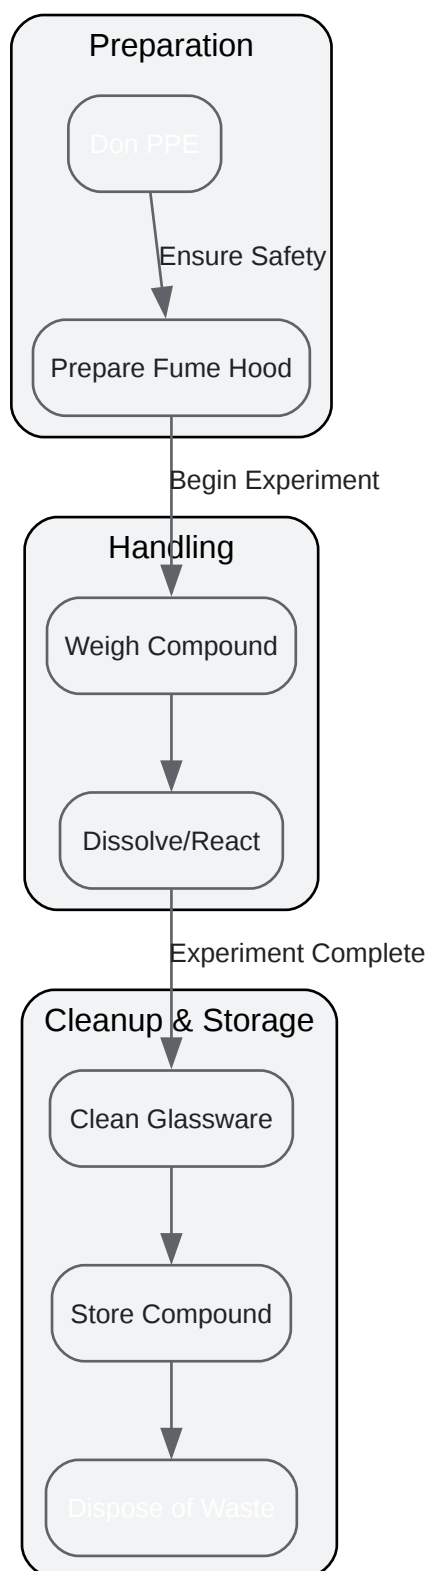 Preparation
Don PPE
Ensure Safety
Prepare Fume Hood
Begin Experiment
Handling
Weigh Compound
Dissolve/React
Experiment Complete
Cleanup & Storage
Clean Glassware
Store Compound
Dispose of Waste